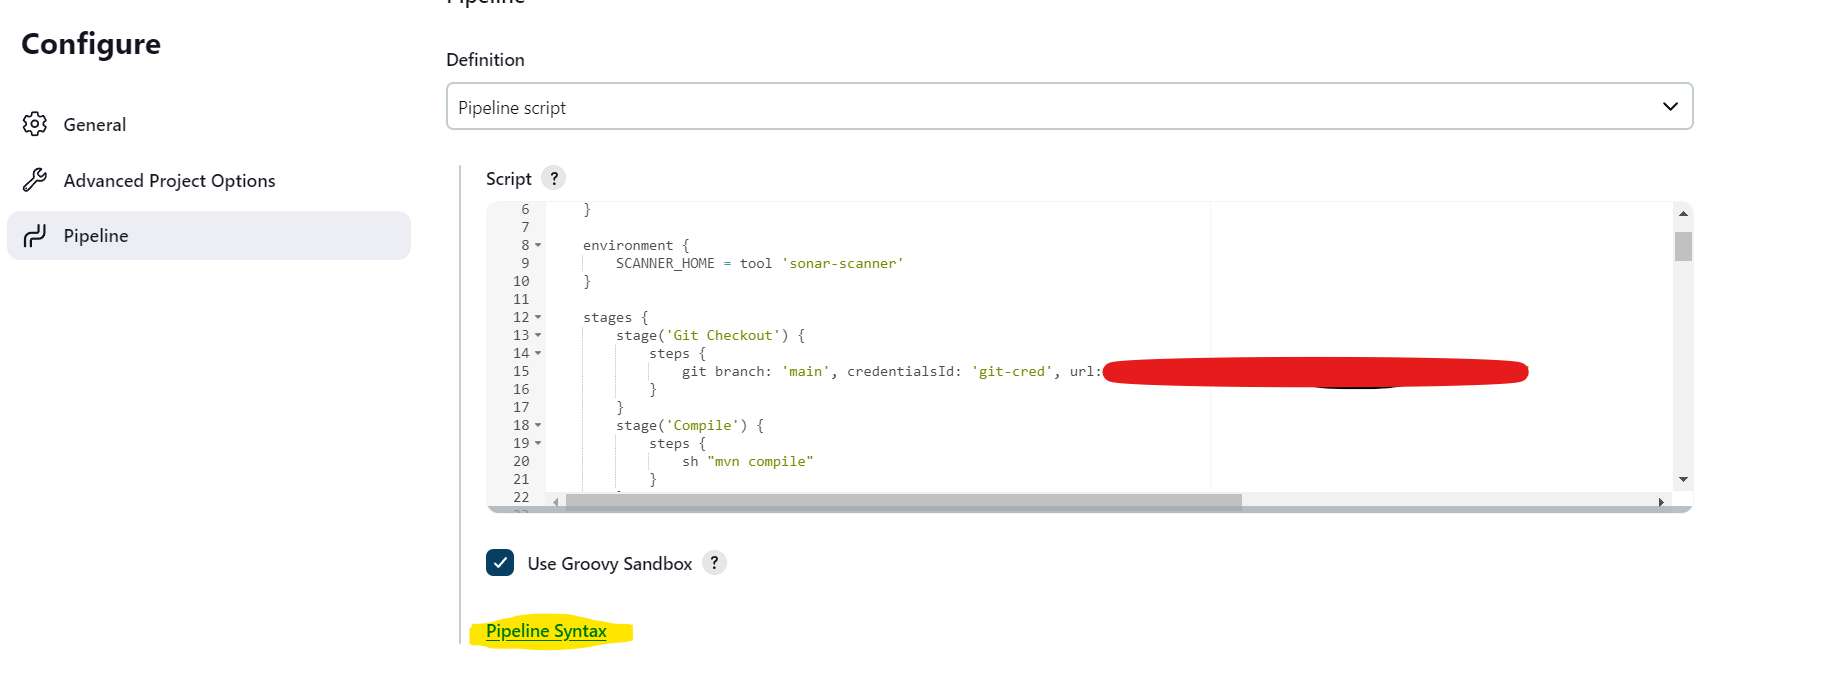 Pipeline
Configure
General
Advanced Project Options
Pipeline
Definition
Pipeline script
Script ?
6 }
7
8 environment {
9 SCANNER_HOME = tool 'sonar-scanner'
10 }
11
12 stages {
13 stage('Git Checkout') {
14 steps {
15 git branch: 'main', credentialsId: 'git-cred', url:
16 }
17 }
18 stage('Compile') {
19 steps {
20 sh "mvn compile"
21 }
22
Use Groovy Sandbox ?
Pipeline Syntax